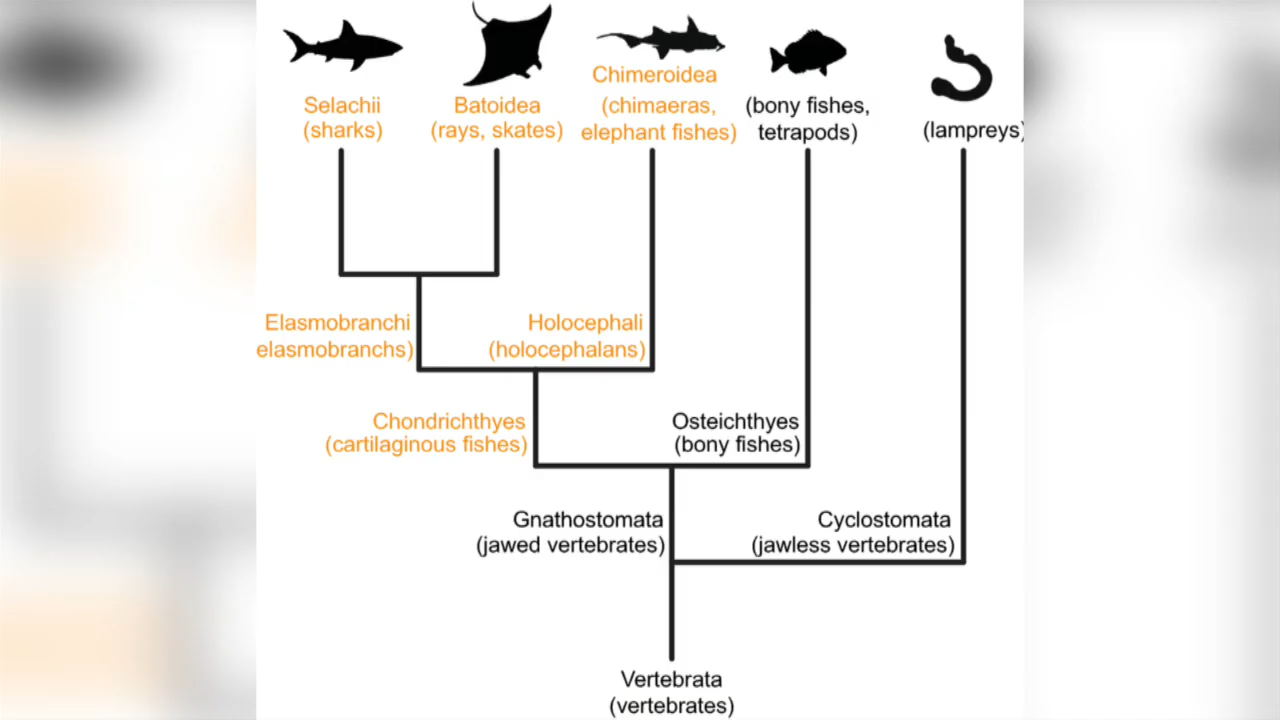 Chimeroidea
Selachii
(sharks)
Batoidea
(rays, skates)
(chimaeras,
elephant fishes)
(bony fishes,
tetrapods)
(lampreys)
Elasmobranchi
elasmobranchs)
Holocephali
(holocephalans)
Chondrichthyes
(cartilaginous fishes)
Osteichthyes
(bony fishes)
Gnathostomata
(jawed vertebrates)
Cyclostomata
(jawless vertebrates)
Vertebrata
(vertebrates)